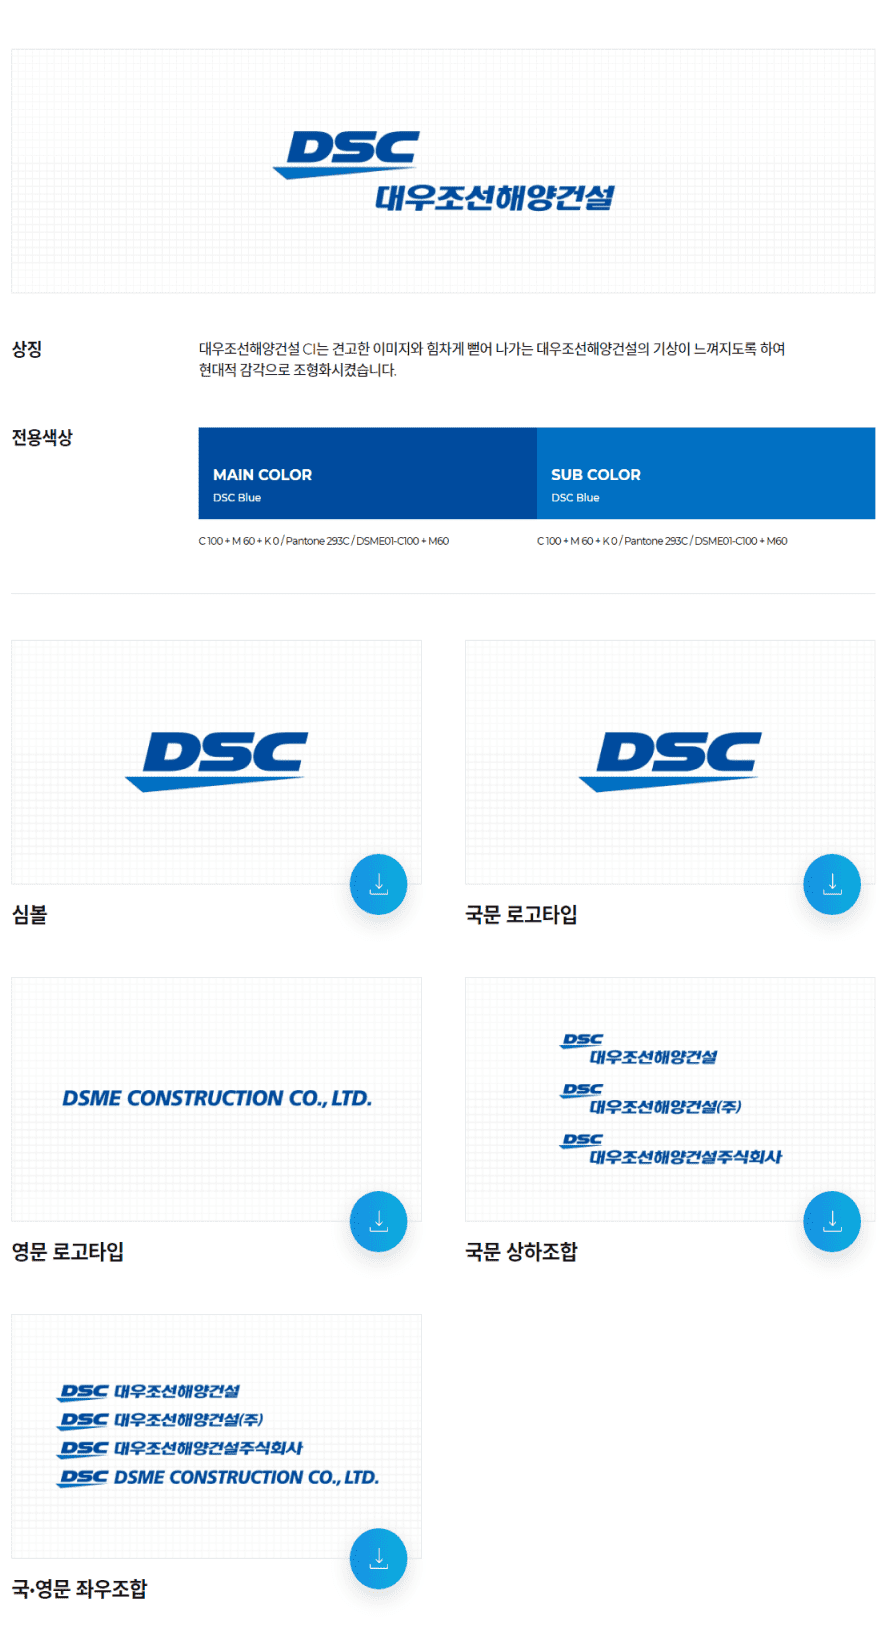 DSC
대우조선해양건설
상징
대우조선해양건설 CI는 견고한 이미지와 힘차게 뻗어 나가는 대우조선해양건설의 기상이 느껴지도록 하여
현대적 감각으로 조형화시켰습니다.
전용색상
MAIN COLOR
DSC Blue
C 100 + M 60 + K 0 / Pantone 293C / DSME01-C100 + M60
SUB COLOR
DSC Blue
C 100 + M 60 + K 0 / Pantone 293C / DSME01-C100 + M60
DSC
심볼
DSC
국문 로고타입
DSME CONSTRUCTION CO., LTD.
영문 로고타입
DSC
대우조선해양건설
DSC
대우조선해양건설(주)
DSC
대우조선해양건설주식회사
국문 상하조합
DSC 대우조선해양건설
DSC 대우조선해양건설(주)
DSC 대우조선해양건설주식회사
DSC DSME CONSTRUCTION CO., LTD.
국·영문 좌우조합